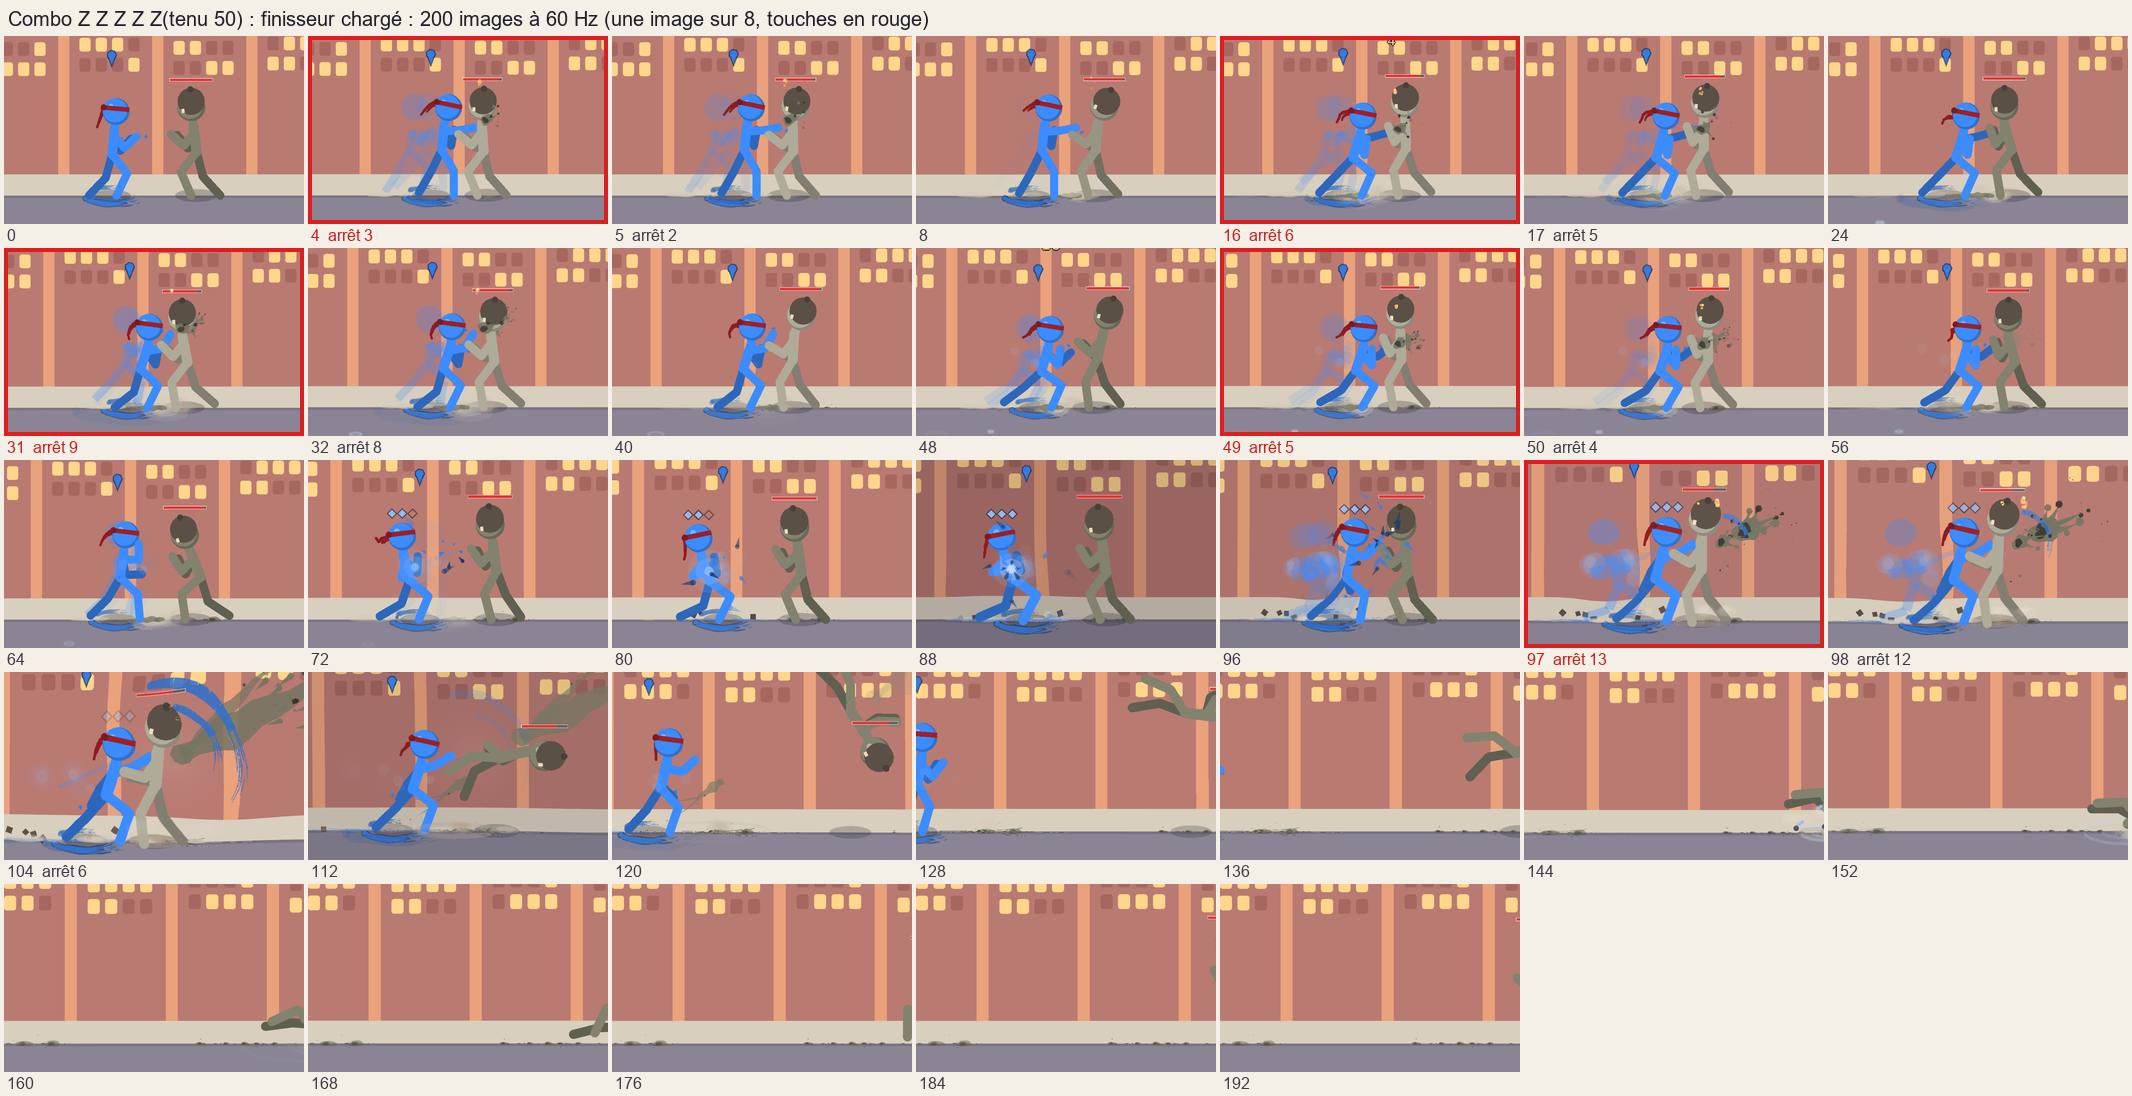 Combo Z Z Z Z Z(tenu 50) : finisseur chargé : 200 images à 60 Hz (une image sur 8, touches en rouge)
0
4 arrêt 3
5 arrêt 2
8
16 arrêt 6
17 arrêt 5
24
31 arrêt 9
32 arrêt 8
40
48
49 arrêt 5
50 arrêt 4
56
64
72
80
88
96
97 arrêt 13
98 arrêt 12
104 arrêt 6
112
120
128
136
144
152
160
168
176
184
192